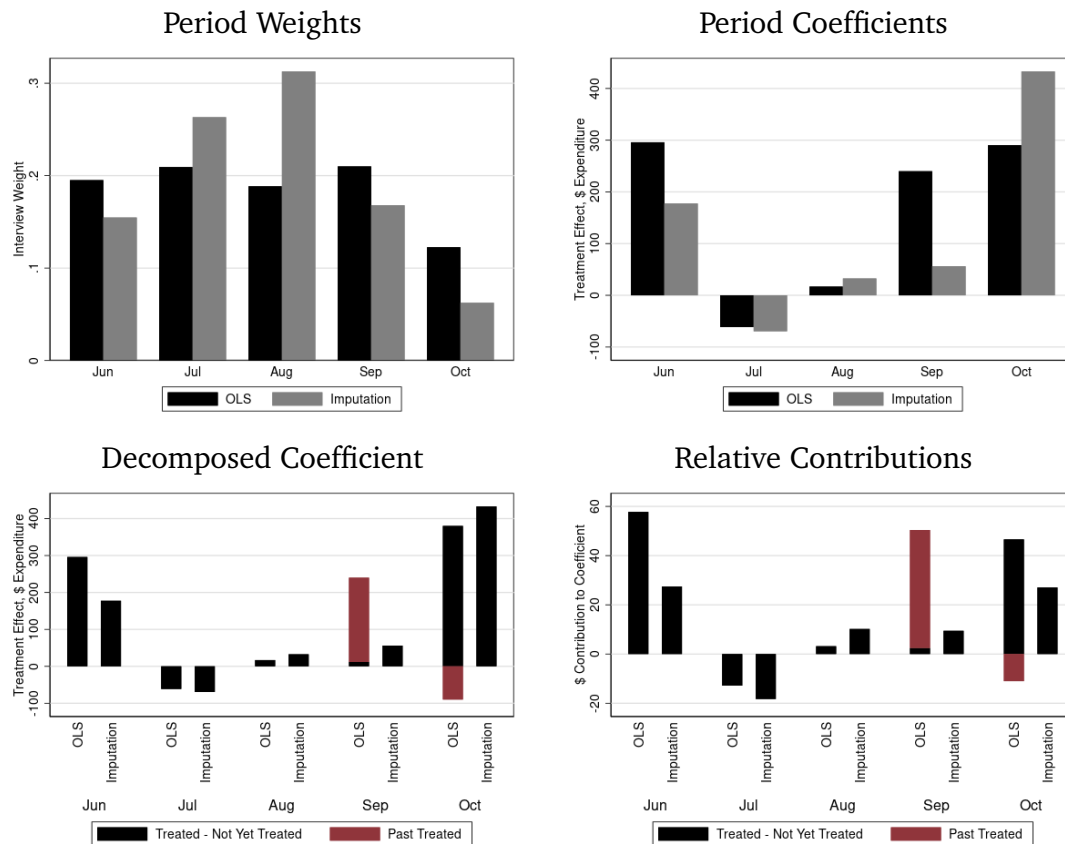 Period Weights
Interview Weight
0
.1
.2
.3
Jun Jul Aug Sep Oct
OLS Imputation
Period Coefficients
Treatment Effect, $ Expenditure
-100
0
100
200
300
400
Jun Jul Aug Sep Oct
OLS Imputation
Decomposed Coefficient
Treatment Effect, $ Expenditure
-100
0
100
200
300
400
OLS Imputation OLS Imputation OLS Imputation OLS Imputation OLS Imputation
Jun Jul Aug Sep Oct
Treated - Not Yet Treated Past Treated
Relative Contributions
$ Contribution to Coefficient
-20
0
20
40
60
OLS Imputation OLS Imputation OLS Imputation OLS Imputation OLS Imputation
Jun Jul Aug Sep Oct
Treated - Not Yet Treated Past Treated